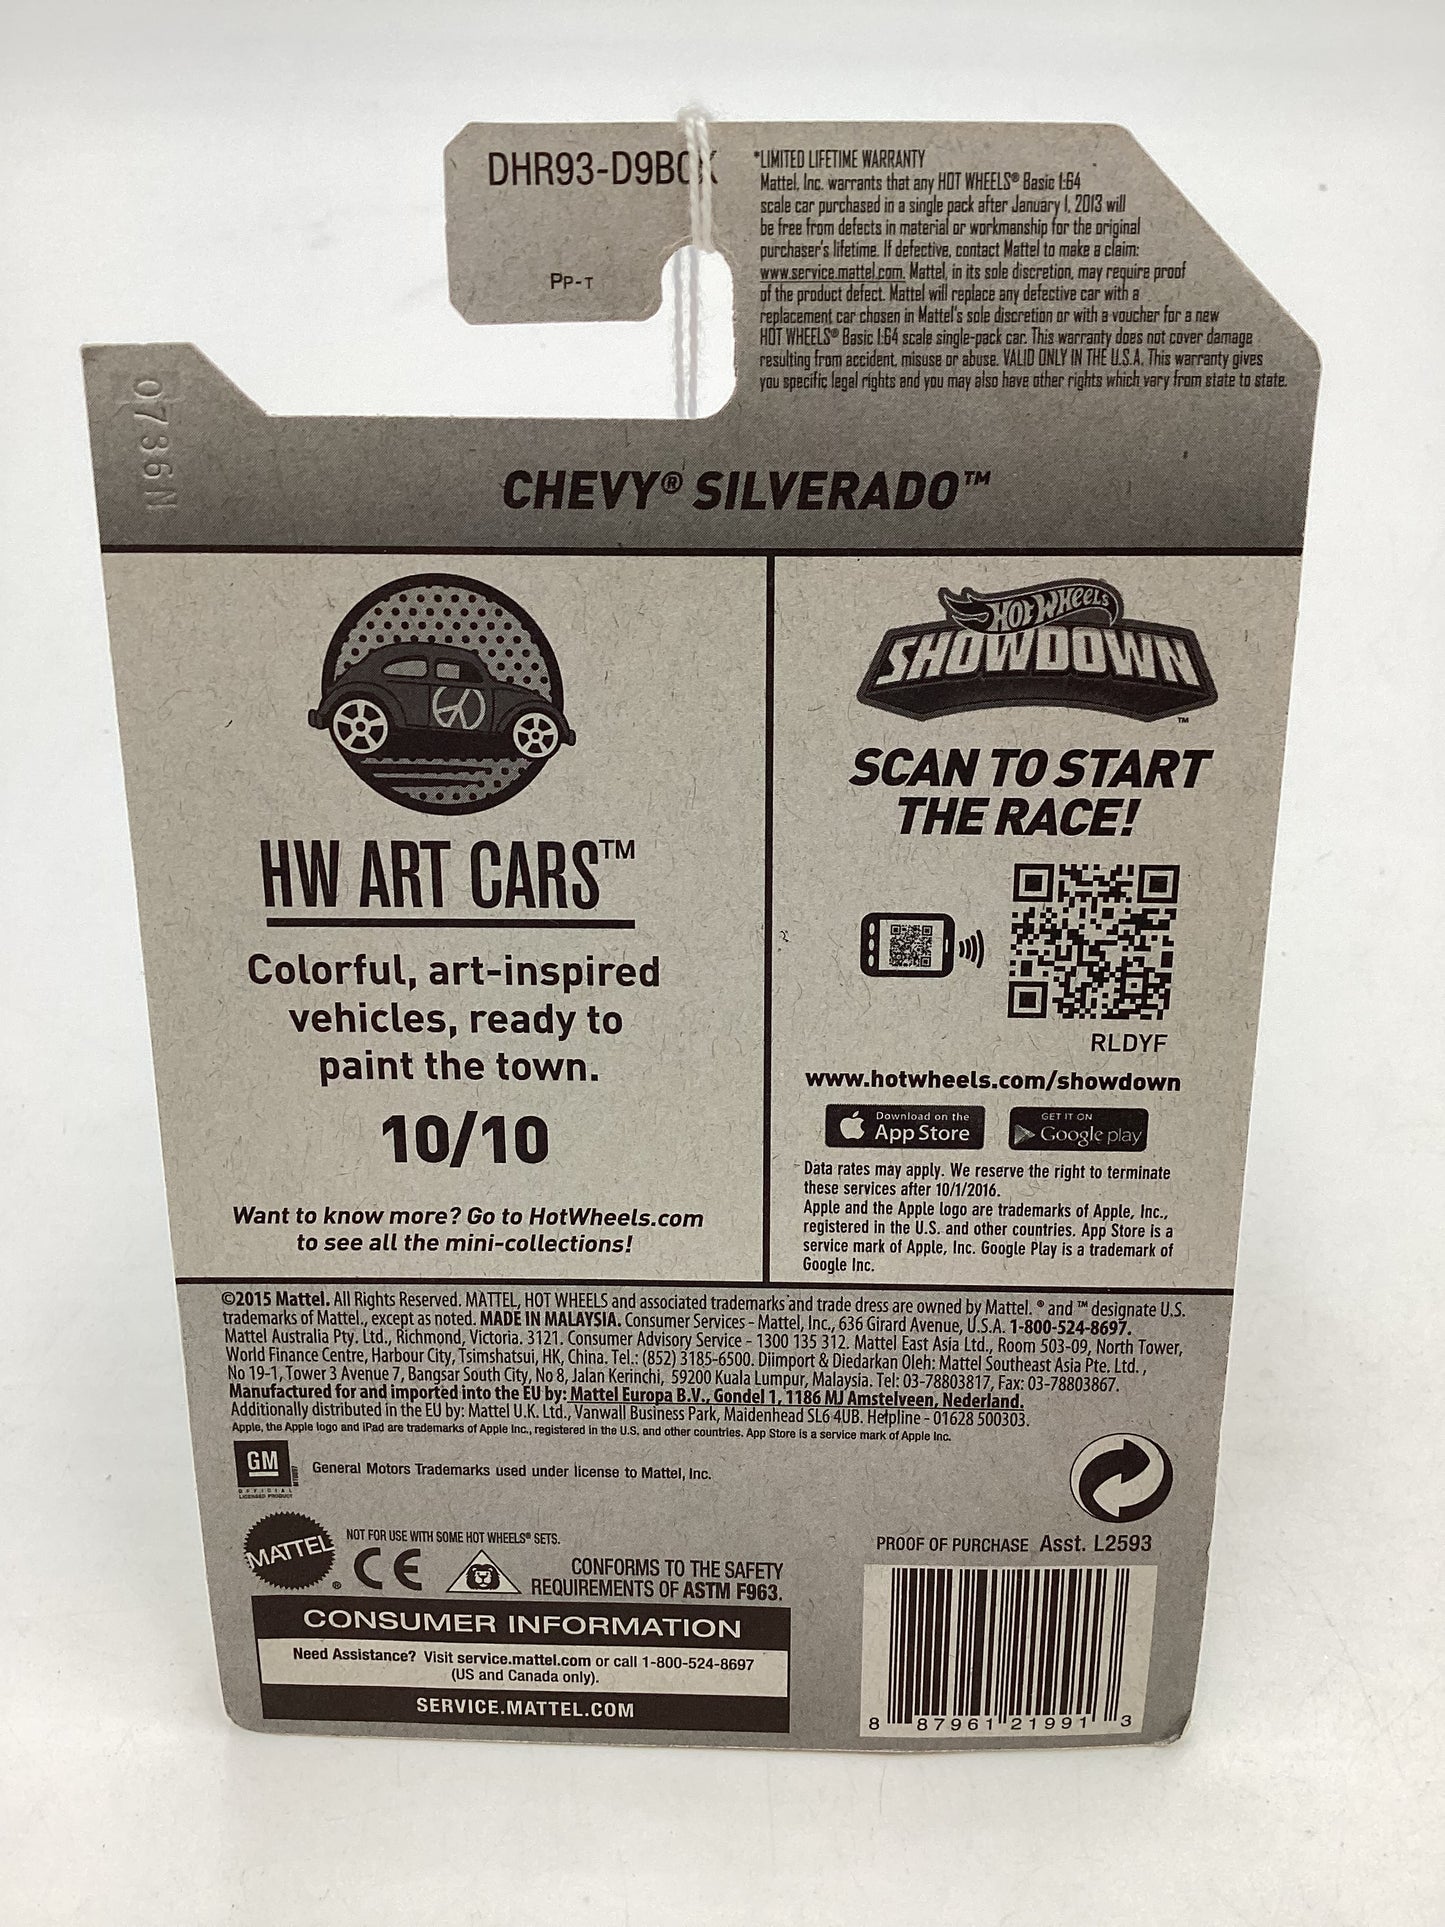 DHR93-D9B0K
PP-T
*LIMITED LIFETIME WARRANTY
Mattel, Inc. warrants that any HOT WHEELS® Basic 1:64
scale car purchased in a single pack after January 1, 2013 will
be free from defects in material or workmanship for the original
purchaser's lifetime. If defective, contact Mattel to make a claim:
www.service.mattel.com. Mattel, in its sole discretion, may require proof
of the product defect. Mattel will replace any defective car with a
replacement car chosen in Mattel's sole discretion or with a voucher for a new
HOT WHEELS® Basic 1:64 scale single-pack car. This warranty does not cover damage
resulting from accident, misuse or abuse. VALID ONLY IN THE U.S.A. This warranty gives
you specific legal rights and you may also have other rights which vary from state to state.
0736N
CHEVY® SILVERADO™
HW ART CARS™
Colorful, art-inspired
vehicles, ready to
paint the town.
10/10
Want to know more? Go to HotWheels.com
to see all the mini-collections!
HOT WHEELS
SHOWDOWN™
SCAN TO START
THE RACE!
RLDYF
www.hotwheels.com/showdown
Download on the
App Store
GET IT ON
Google play
Data rates may apply. We reserve the right to terminate
these services after 10/1/2016.
Apple and the Apple logo are trademarks of Apple, Inc.,
registered in the U.S. and other countries. App Store is a
service mark of Apple, Inc. Google Play is a trademark of
Google Inc.
©2015 Mattel. All Rights Reserved. MATTEL, HOT WHEELS and associated trademarks and trade dress are owned by Mattel. ® and ™ designate U.S.
trademarks of Mattel., except as noted. MADE IN MALAYSIA. Consumer Services - Mattel, Inc., 636 Girard Avenue, U.S.A. 1-800-524-8697.
Mattel Australia Pty. Ltd., Richmond, Victoria. 3121. Consumer Advisory Service - 1300 135 312. Mattel East Asia Ltd., Room 503-09, North Tower,
World Finance Centre, Harbour City, Tsimshatsui, HK, China. Tel.: (852) 3185-6500. Diimport & Diedarkan Oleh: Mattel Southeast Asia Pte. Ltd.,
No 19-1, Tower 3 Avenue 7, Bangsar South City, No 8, Jalan Kerinchi, 59200 Kuala Lumpur, Malaysia. Tel: 03-78803817, Fax: 03-78803867.
Manufactured for and imported into the EU by: Mattel Europa B.V., Gondel 1, 1186 MJ Amstelveen, Nederland.
Additionally distributed in the EU by: Mattel U.K. Ltd., Vanwall Business Park, Maidenhead SL6 4UB. Helpline - 01628 500303.
Apple, the Apple logo and iPad are trademarks of Apple Inc., registered in the U.S. and other countries. App Store is a service mark of Apple Inc.
GM
OFFICIAL
LICENSED PRODUCT
General Motors Trademarks used under license to Mattel, Inc.
MATTEL®
NOT FOR USE WITH SOME HOT WHEELS® SETS.
CE
CONFORMS TO THE SAFETY
REQUIREMENTS OF ASTM F963.
CONSUMER INFORMATION
Need Assistance? Visit service.mattel.com or call 1-800-524-8697
(US and Canada only).
SERVICE.MATTEL.COM
PROOF OF PURCHASE Asst. L2593
8 87961 21991 3